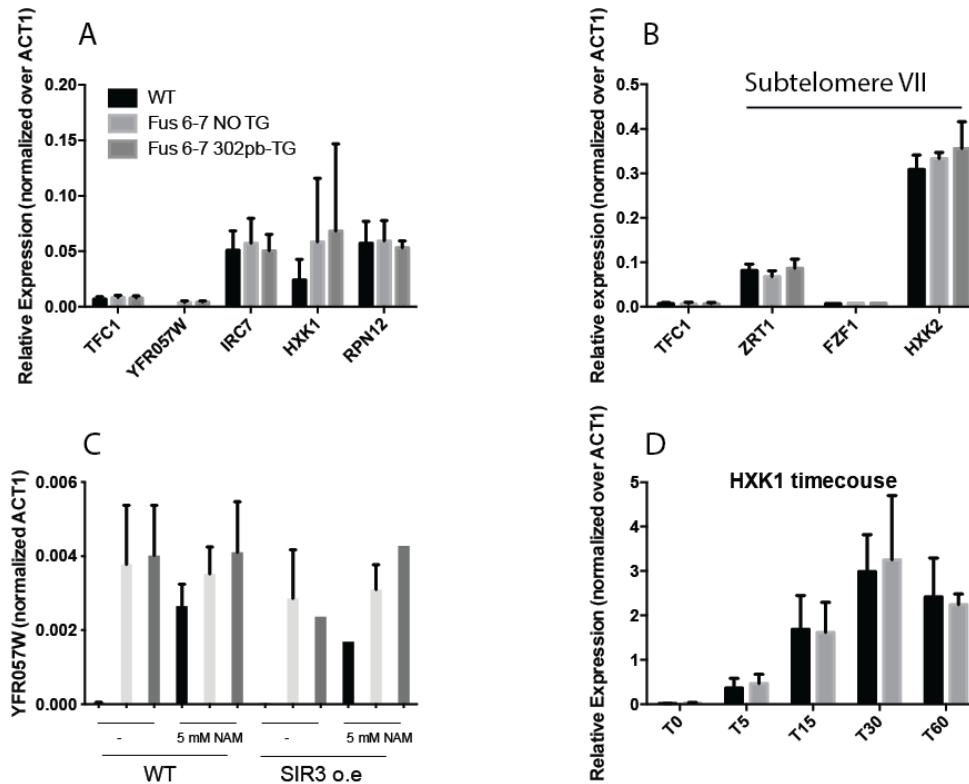 A
Relative Expression (normalized over ACT1)
0.20
0.15
0.10
0.05
0.00
WT
Fus 6-7 NO TG
Fus 6-7 302pb-TG
TFC1
YFR057W
IRC7
HXK1
RPN12
B
Relative expression (normalized over ACT1)
0.5
0.4
0.3
0.2
0.1
0.0
Subtelomere VII
TFC1
ZRT1
FZF1
HXK2
C
YFR057W (normalized ACT1)
0.006
0.004
0.002
0.000
- 5 mM NAM - 5 mM NAM
WT SIR3 o.e
D
Relative Expression (normalized over ACT1)
HXK1 timecouse
5
4
3
2
1
0
T0
T5
T15
T30
T60